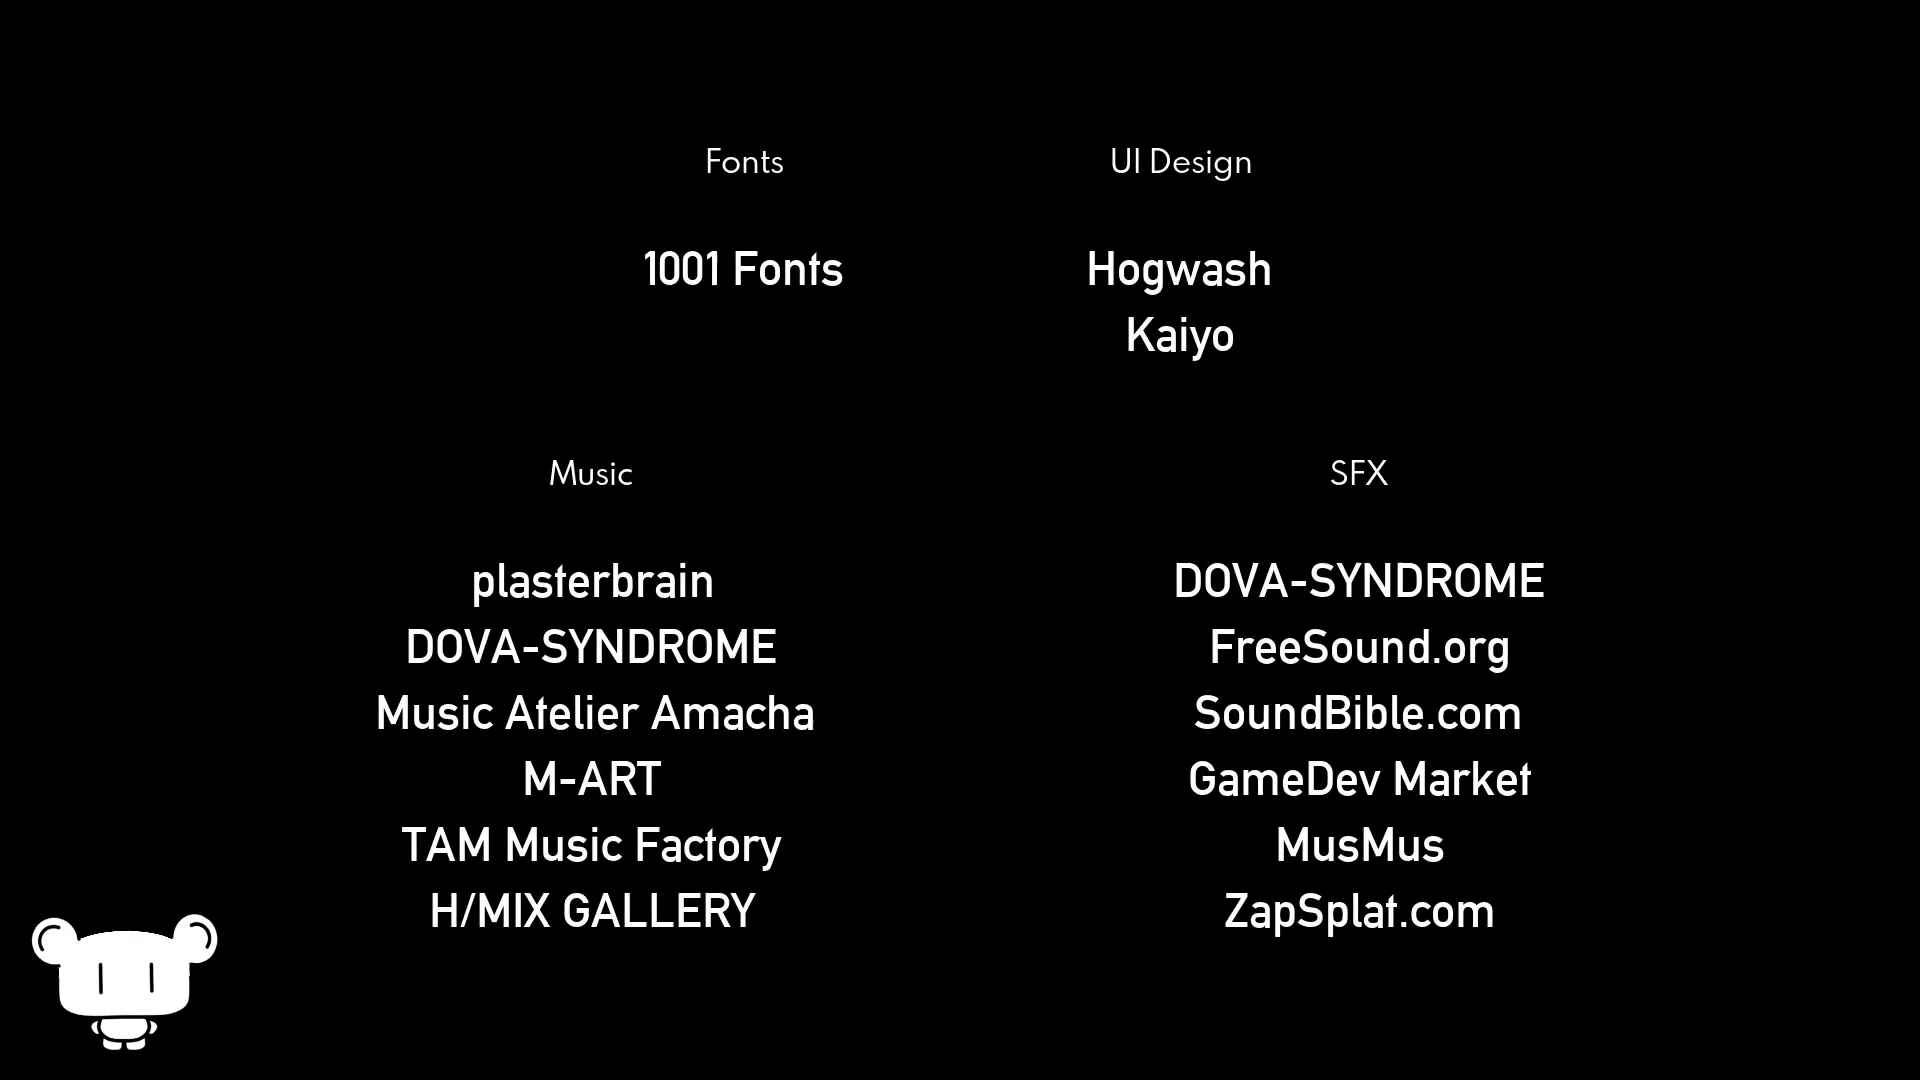 Fonts
1001 Fonts
UI Design
Hogwash
Kaiyo
Music
plasterbrain
DOVA-SYNDROME
Music Atelier Amacha
M-ART
TAM Music Factory
H/MIX GALLERY
SFX
DOVA-SYNDROME
FreeSound.org
SoundBible.com
GameDev Market
MusMus
ZapSplat.com